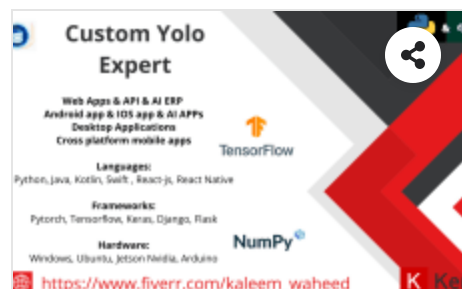 Custom Yolo
Expert
Web Apps & API & AI ERP
Android app & IOS app & AI APPs
Desktop Applications
Cross platform mobile apps
TensorFlow
Languages:
Python, Java, Kotlin, Swift , React-js, React Native
Frameworks:
Pytorch, Tensorflow, Keras, Django, Flask
NumPy
Hardware:
Windows, Ubuntu, Jetson Nvidia, Arduino
https://www.fiverr.com/kaleem_waheed
K Ke